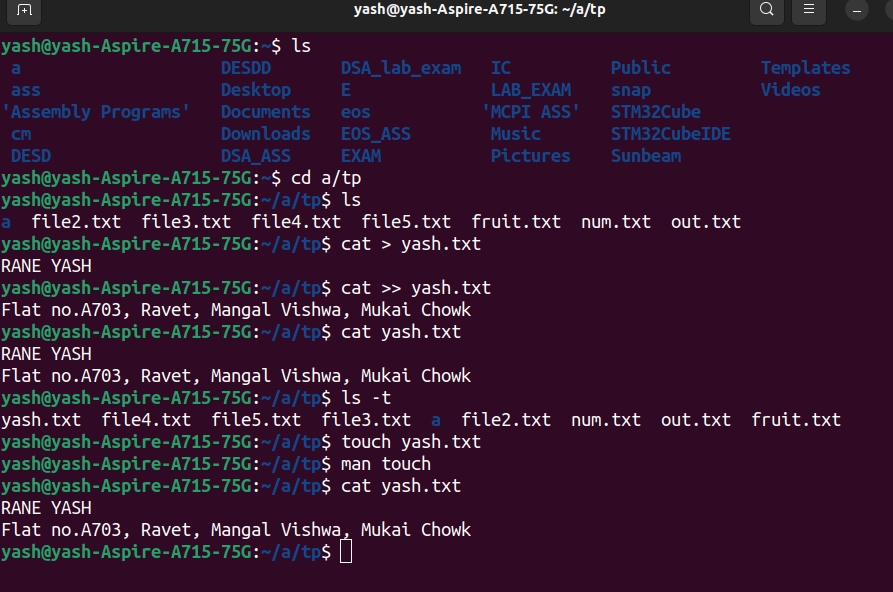 yash@yash-Aspire-A715-75G: ~/a/tp
yash@yash-Aspire-A715-75G:~$ ls
a DESDD DSA_lab_exam IC Public Templates
ass Desktop E LAB_EXAM snap Videos
'Assembly Programs' Documents eos 'MCPI ASS' STM32Cube
cm Downloads EOS_ASS Music STM32CubeIDE
DESD DSA_ASS EXAM Pictures Sunbeam
yash@yash-Aspire-A715-75G:~$ cd a/tp
yash@yash-Aspire-A715-75G:~/a/tp$ ls
a file2.txt file3.txt file4.txt file5.txt fruit.txt num.txt out.txt
yash@yash-Aspire-A715-75G:~/a/tp$ cat > yash.txt
RANE YASH
yash@yash-Aspire-A715-75G:~/a/tp$ cat >> yash.txt
Flat no.A703, Ravet, Mangal Vishwa, Mukai Chowk
yash@yash-Aspire-A715-75G:~/a/tp$ cat yash.txt
RANE YASH
Flat no.A703, Ravet, Mangal Vishwa, Mukai Chowk
yash@yash-Aspire-A715-75G:~/a/tp$ ls -t
yash.txt file4.txt file5.txt file3.txt a file2.txt num.txt out.txt fruit.txt
yash@yash-Aspire-A715-75G:~/a/tp$ touch yash.txt
yash@yash-Aspire-A715-75G:~/a/tp$ man touch
yash@yash-Aspire-A715-75G:~/a/tp$ cat yash.txt
RANE YASH
Flat no.A703, Ravet, Mangal Vishwa, Mukai Chowk
yash@yash-Aspire-A715-75G:~/a/tp$